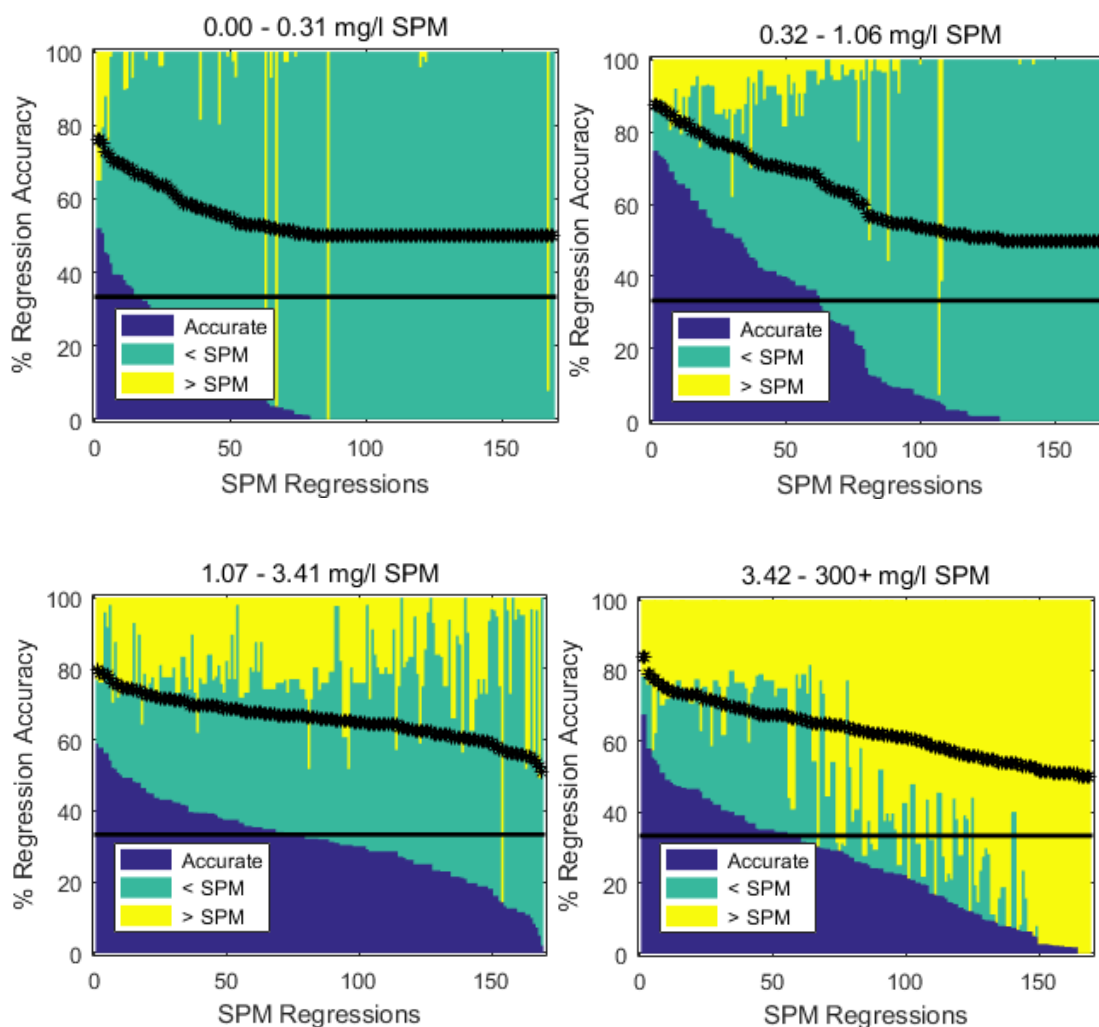 0.00 - 0.31 mg/l SPM
% Regression Accuracy
100
80
60
40
20
0
Accurate
< SPM
> SPM
0 50 100 150
SPM Regressions
0.32 - 1.06 mg/l SPM
% Regression Accuracy
100
80
60
40
20
0
Accurate
< SPM
> SPM
0 50 100 150
SPM Regressions
1.07 - 3.41 mg/l SPM
% Regression Accuracy
100
80
60
40
20
0
Accurate
< SPM
> SPM
0 50 100 150
SPM Regressions
3.42 - 300+ mg/l SPM
% Regression Accuracy
100
80
60
40
20
0
Accurate
< SPM
> SPM
0 50 100 150
SPM Regressions